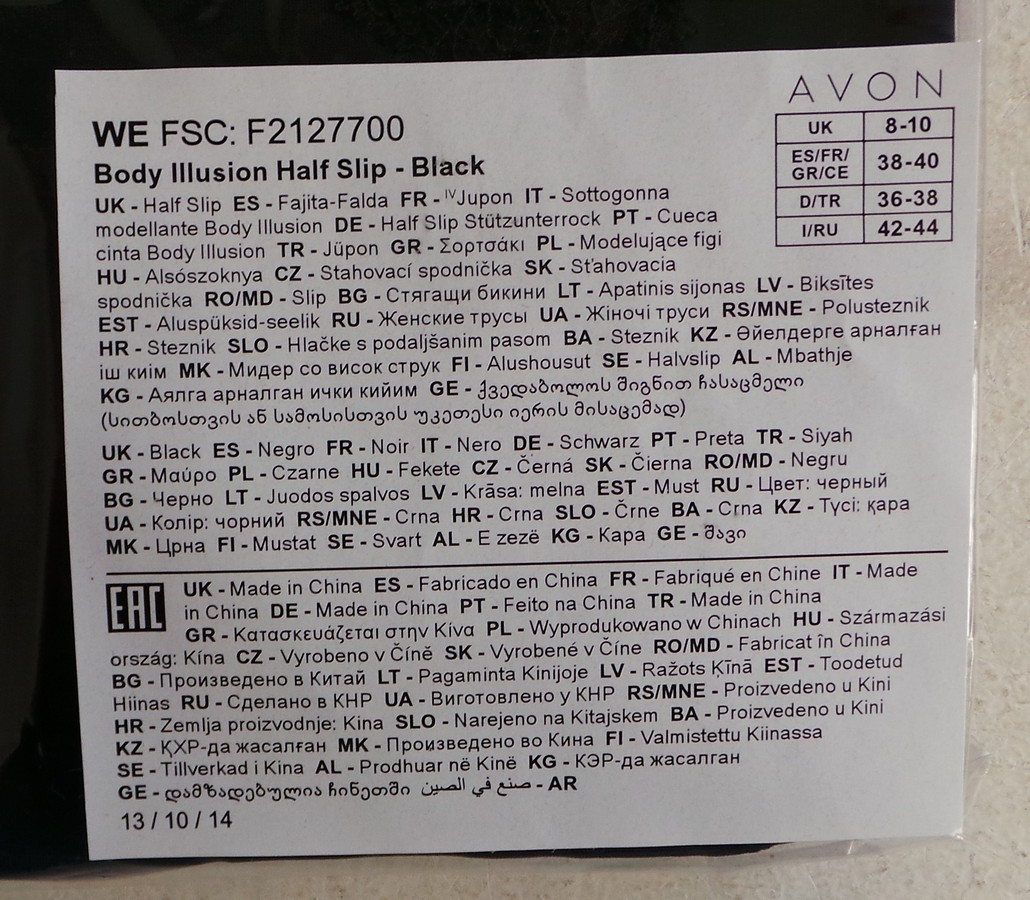 AVON
WE FSC: F2127700
UK 8-10
ES/FR/ GR/CE 38-40
D/TR 36-38
I/RU 42-44
Body Illusion Half Slip - Black
UK - Half Slip ES - Fajita-Falda FR - IVJupon IT - Sottogonna
modellante Body Illusion DE - Half Slip Stützunterrock PT - Cueca
cinta Body Illusion TR - Jüpon GR - Σορτσάκι PL - Modelujące figi
HU - Alsószoknya CZ - Stahovací spodnička SK - Sťahovacia
spodnička RO/MD - Slip BG - Стягащи бикини LT - Apatinis sijonas LV - Biksītes
EST - Aluspüksid-seelik RU - Женские трусы UA - Жіночі труси RS/MNE - Polusteznik
HR - Steznik SLO - Hlačke s podaljšanim pasom BA - Steznik KZ - Әйелдерге арналған
іш киім MK - Мидер со висок струк FI - Alushousut SE - Halvslip AL - Mbathje
KG - Аялга арналган ички кийим GE - ქვედაბოლოს შიგნით ჩასაცმელი
(სითბოსთვის ან სამოსისთვის უკეთესი იერის მისაცემად)
UK - Black ES - Negro FR - Noir IT - Nero DE - Schwarz PT - Preta TR - Siyah
GR - Μαύρο PL - Czarne HU - Fekete CZ - Černá SK - Čierna RO/MD - Negru
BG - Черно LT - Juodos spalvos LV - Krāsa: melna EST - Must RU - Цвет: черный
UA - Колір: чорний RS/MNE - Crna HR - Crna SLO - Črne BA - Crna KZ - Түсі: қара
MK - Црна FI - Mustat SE - Svart AL - E zezë KG - Кара GE - შავი
EAC
UK - Made in China ES - Fabricado en China FR - Fabriqué en Chine IT - Made
in China DE - Made in China PT - Feito na China TR - Made in China
GR - Κατασκευάζεται στην Κίνα PL - Wyprodukowano w Chinach HU - Származási
ország: Kína CZ - Vyrobeno v Číně SK - Vyrobené v Číne RO/MD - Fabricat în China
BG - Произведено в Китай LT - Pagaminta Kinijoje LV - Ražots Ķīnā EST - Toodetud
Hiinas RU - Сделано в КНР UA - Виготовлено у КНР RS/MNE - Proizvedeno u Kini
HR - Zemlja proizvodnje: Kina SLO - Narejeno na Kitajskem BA - Proizvedeno u Kini
KZ - ҚХР-да жасалған MK - Произведено во Кина FI - Valmistettu Kiinassa
SE - Tillverkad i Kina AL - Prodhuar në Kinë KG - КЭР-да жасалган
GE - დამზადებულია ჩინეთში صنع في الصين - AR
13 / 10 / 14